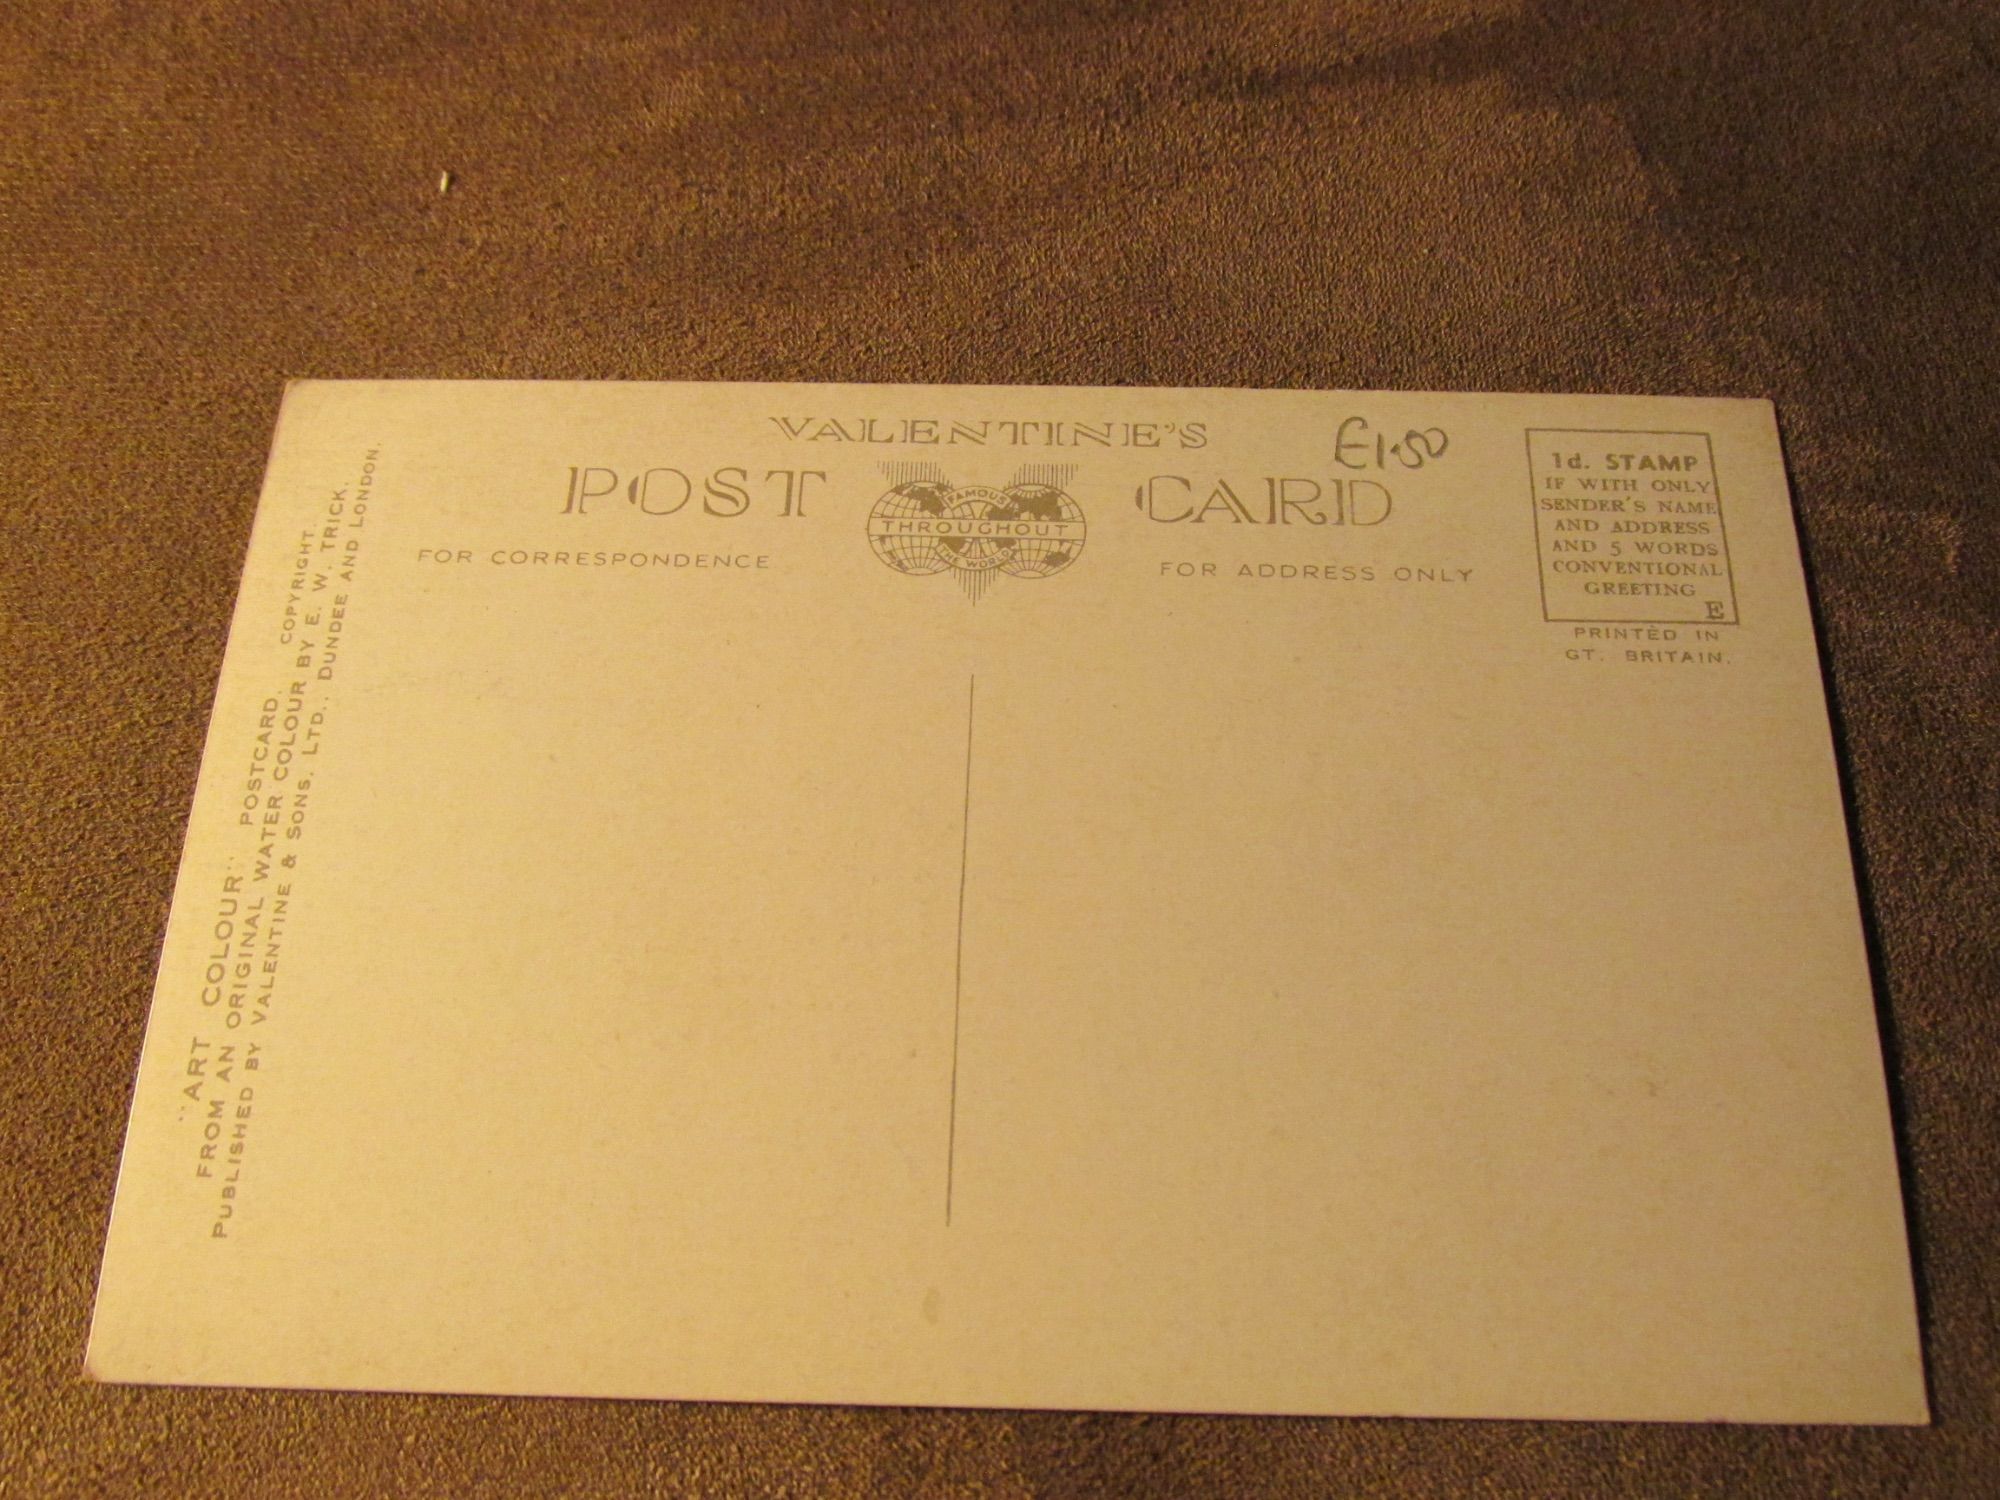 VALENTINE'S
POST CARD
FAMOUS
THROUGHOUT
THE WORLD
£1.50
FOR CORRESPONDENCE
FOR ADDRESS ONLY
1d. STAMP
IF WITH ONLY
SENDER'S NAME
AND ADDRESS
AND 5 WORDS
CONVENTIONAL
GREETING
E
PRINTED IN
GT. BRITAIN.
"ART COLOUR" POSTCARD. COPYRIGHT.
FROM AN ORIGINAL WATER COLOUR BY E. W. TRICK.
PUBLISHED BY VALENTINE & SONS, LTD., DUNDEE AND LONDON.